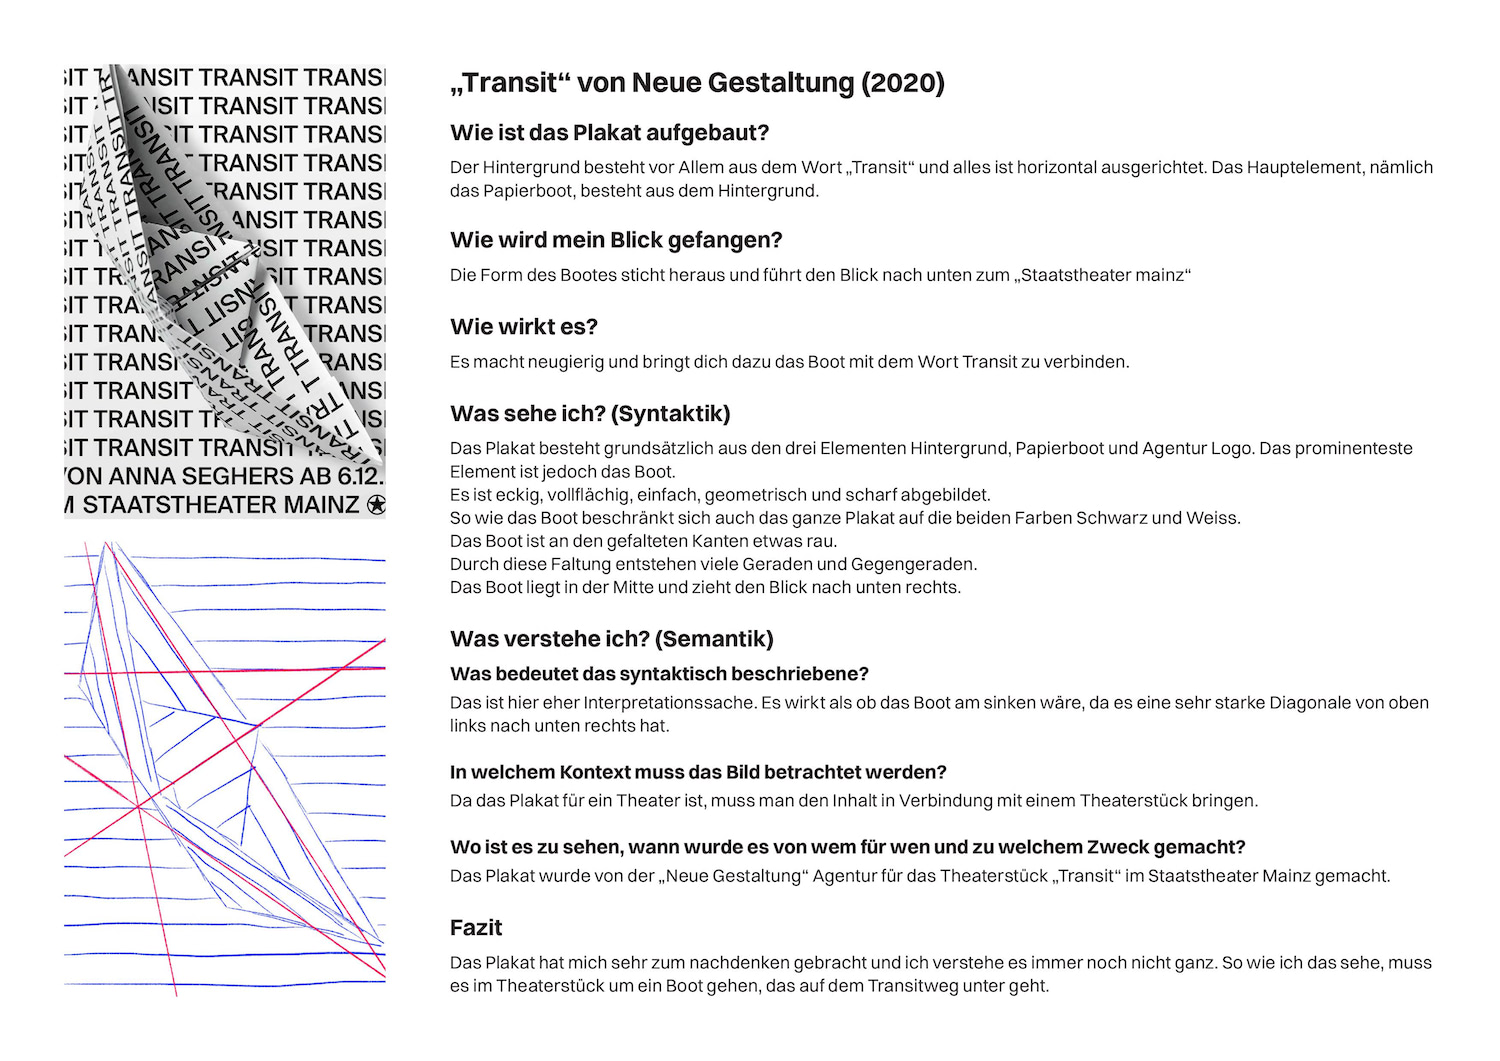 SIT TRANSIT TRANSIT TRANSI
SIT TRANSIT TRANSIT TRANSI
SIT TRANSIT TRANSIT TRANSI
SIT TRANSIT TRANSIT
SIT TRANSIT TRANSIT
SIT TRANSIT TRANSIT
SIT TRANSIT
SIT TRANSIT
SIT TRANSIT TRANSI
SIT TRANSIT TRANSI
SIT TRANSIT TRANSI
SIT TRANSIT
SIT TRANSIT
SIT TRANSIT TRANSIT
VON ANNA SEGHERS AB 6.12.
M STAATSTHEATER MAINZ
„Transit“ von Neue Gestaltung (2020)
Wie ist das Plakat aufgebaut?
Der Hintergrund besteht vor Allem aus dem Wort „Transit“ und alles ist horizontal ausgerichtet. Das Hauptelement, nämlich
das Papierboot, besteht aus dem Hintergrund.
Wie wird mein Blick gefangen?
Die Form des Bootes sticht heraus und führt den Blick nach unten zum „Staatstheater mainz“
Wie wirkt es?
Es macht neugierig und bringt dich dazu das Boot mit dem Wort Transit zu verbinden.
Was sehe ich? (Syntaktik)
Das Plakat besteht grundsätzlich aus den drei Elementen Hintergrund, Papierboot und Agentur Logo. Das prominenteste
Element ist jedoch das Boot.
Es ist eckig, vollflächig, einfach, geometrisch und scharf abgebildet.
So wie das Boot beschränkt sich auch das ganze Plakat auf die beiden Farben Schwarz und Weiss.
Das Boot ist an den gefalteten Kanten etwas rau.
Durch diese Faltung entstehen viele Geraden und Gegengeraden.
Das Boot liegt in der Mitte und zieht den Blick nach unten rechts.
Was verstehe ich? (Semantik)
Was bedeutet das syntaktisch beschriebene?
Das ist hier eher Interpretationssache. Es wirkt als ob das Boot am sinken wäre, da es eine sehr starke Diagonale von oben
links nach unten rechts hat.
In welchem Kontext muss das Bild betrachtet werden?
Da das Plakat für ein Theater ist, muss man den Inhalt in Verbindung mit einem Theaterstück bringen.
Wo ist es zu sehen, wann wurde es von wem für wen und zu welchem Zweck gemacht?
Das Plakat wurde von der „Neue Gestaltung“ Agentur für das Theaterstück „Transit“ im Staatstheater Mainz gemacht.
Fazit
Das Plakat hat mich sehr zum nachdenken gebracht und ich verstehe es immer noch nicht ganz. So wie ich das sehe, muss
es im Theaterstück um ein Boot gehen, das auf dem Transitweg unter geht.